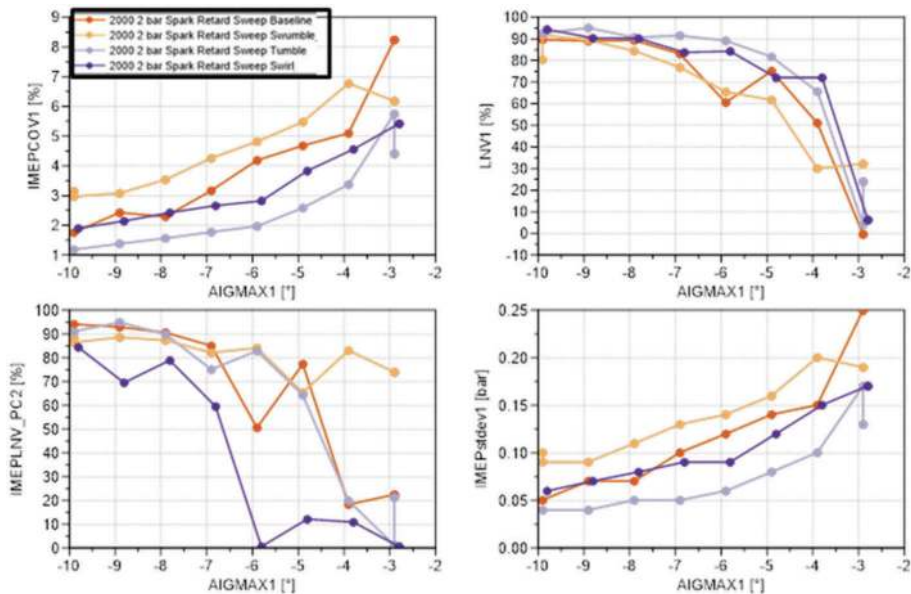 2000 2 bar Spark Retard Sweep Baseline
2000 2 bar Spark Retard Sweep Swumble
2000 2 bar Spark Retard Sweep Tumble
2000 2 bar Spark Retard Sweep Swirl
IMEPCOV1 [%]
9
8
7
6
5
4
3
2
1
-10 -9 -8 -7 -6 -5 -4 -3 -2
AIGMAX1 [°]
LNV1 [%]
100
90
80
70
60
50
40
30
20
10
0
-10
-10 -9 -8 -7 -6 -5 -4 -3 -2
AIGMAX1 [°]
IMEPLNV_PC2 [%]
100
90
80
70
60
50
40
30
20
10
0
-10 -9 -8 -7 -6 -5 -4 -3 -2
AIGMAX1 [°]
IMEPstdev1 [bar]
0.25
0.20
0.15
0.10
0.05
0.00
-10 -9 -8 -7 -6 -5 -4 -3 -2
AIGMAX1 [°]